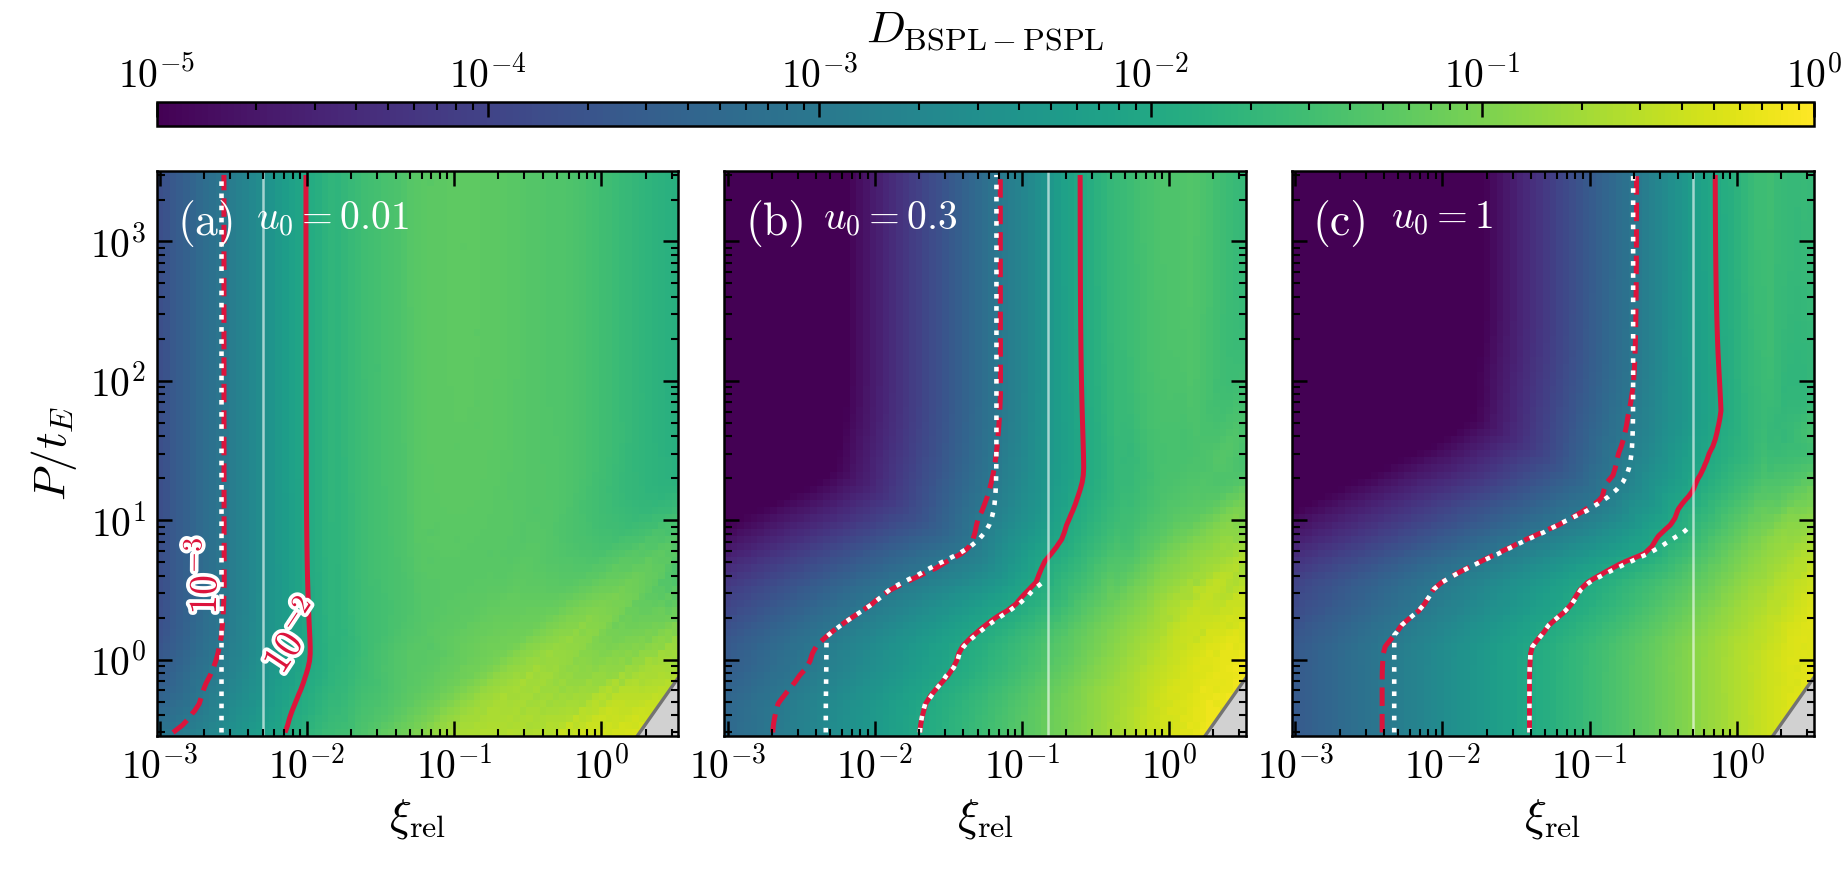 D_BSPL−PSPL
10^−5 10^−4 10^−3 10^−2 10^−1 10^0
(a) u_0 = 0.01
(b) u_0 = 0.3
(c) u_0 = 1
10^3
10^2
10^1
10^0
P/t_E
10^−3
10^−2
10^−3 10^−2 10^−1 10^0
10^−3 10^−2 10^−1 10^0
10^−3 10^−2 10^−1 10^0
ξ_rel
ξ_rel
ξ_rel